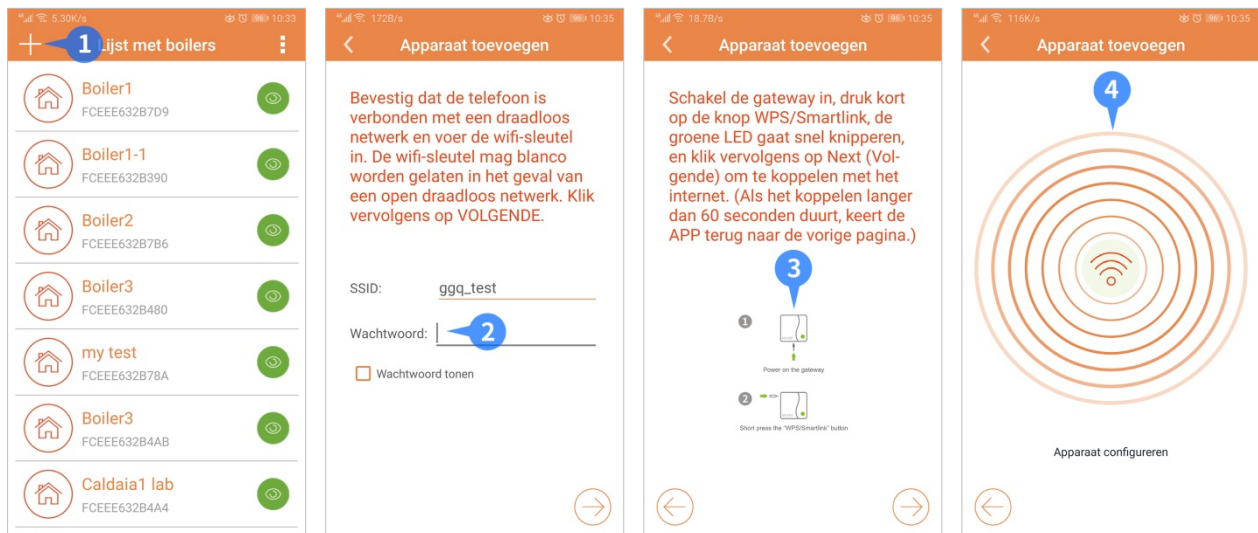 5.30K/s 96 10:33
1 Lijst met boilers
Boiler1
FCEEE632B7D9
Boiler1-1
FCEEE632B390
Boiler2
FCEEE632B7B6
Boiler3
FCEEE632B480
my test
FCEEE632B78A
Boiler3
FCEEE632B4AB
Caldaia1 lab
FCEEE632B4A4
172B/s 96 10:35
Apparaat toevoegen
Bevestig dat de telefoon is
verbonden met een draadloos
netwerk en voer de wifi-sleutel
in. De wifi-sleutel mag blanco
worden gelaten in het geval van
een open draadloos netwerk. Klik
vervolgens op VOLGENDE.
SSID: ggq_test
Wachtwoord: 2
Wachtwoord tonen
18.7B/s 96 10:35
Apparaat toevoegen
Schakel de gateway in, druk kort
op de knop WPS/Smartlink, de
groene LED gaat snel knipperen,
en klik vervolgens op Next (Vol-
gende) om te koppelen met het
internet. (Als het koppelen langer
dan 60 seconden duurt, keert de
APP terug naar de vorige pagina.)
3
1
Power on the gateway
2
Short press the "WPS/Smartlink" button
116K/s 96 10:35
Apparaat toevoegen
4
Apparaat configureren